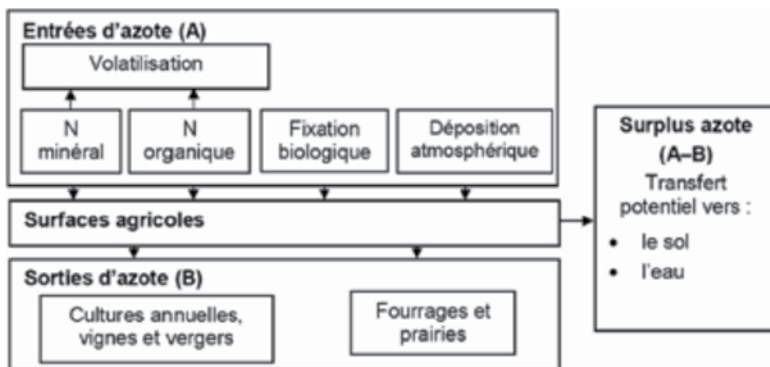 Entrées d'azote (A)
Volatilisation
N
minéral
N
organique
Fixation
biologique
Déposition
atmosphérique
Surfaces agricoles
Sorties d'azote (B)
Cultures annuelles,
vignes et vergers
Fourrages et
prairies
Surplus azote
(A–B)
Transfert
potentiel vers :
• le sol
• l'eau